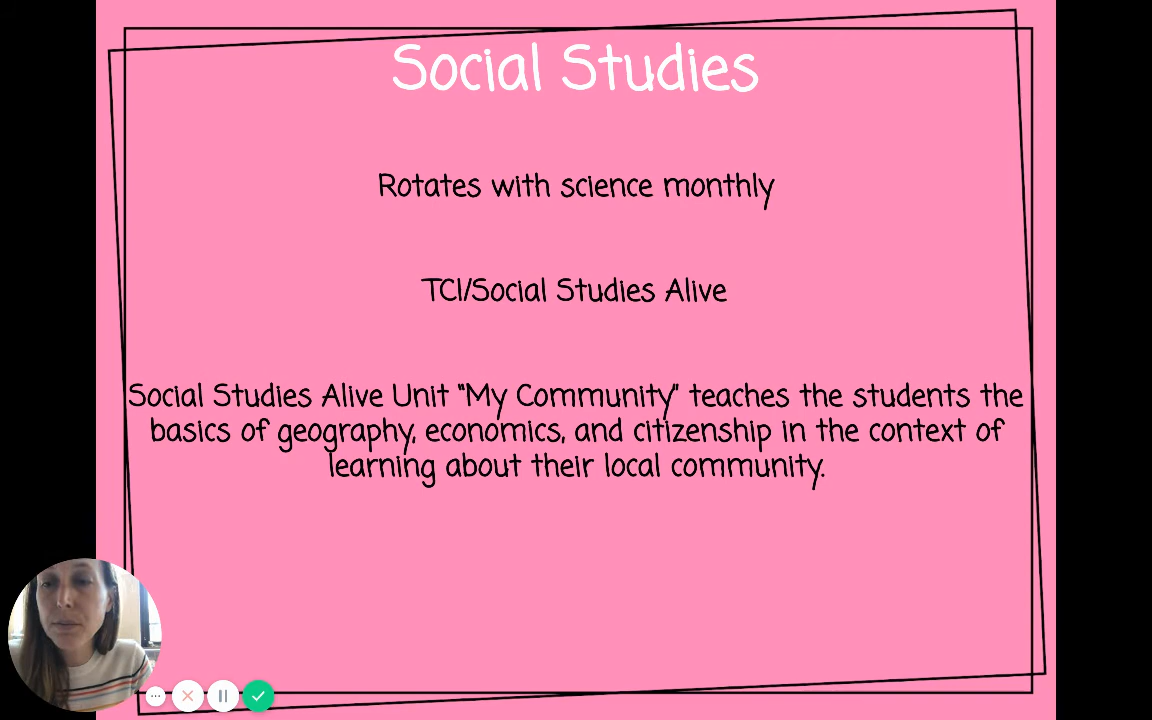 Social Studies
Rotates with science monthly
TCI/Social Studies Alive
Social Studies Alive Unit "My Community" teaches the students the
basics of geography, economics, and citizenship in the context of
learning about their local community.